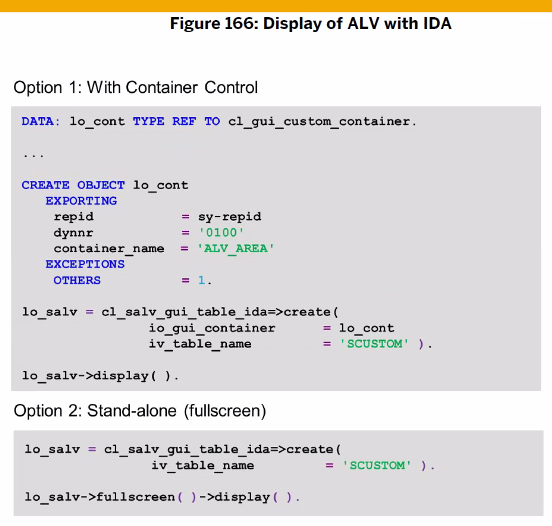 Figure 166: Display of ALV with IDA
Option 1: With Container Control
DATA: lo_cont TYPE REF TO cl_gui_custom_container.
...
CREATE OBJECT lo_cont
EXPORTING
repid = sy-repid
dynnr = '0100'
container_name = 'ALV_AREA'
EXCEPTIONS
OTHERS = 1.
lo_salv = cl_salv_gui_table_ida=>create(
io_gui_container = lo_cont
iv_table_name = 'SCUSTOM' ).
lo_salv->display( ).
Option 2: Stand-alone (fullscreen)
lo_salv = cl_salv_gui_table_ida=>create(
iv_table_name = 'SCUSTOM' ).
lo_salv->fullscreen( )->display( ).